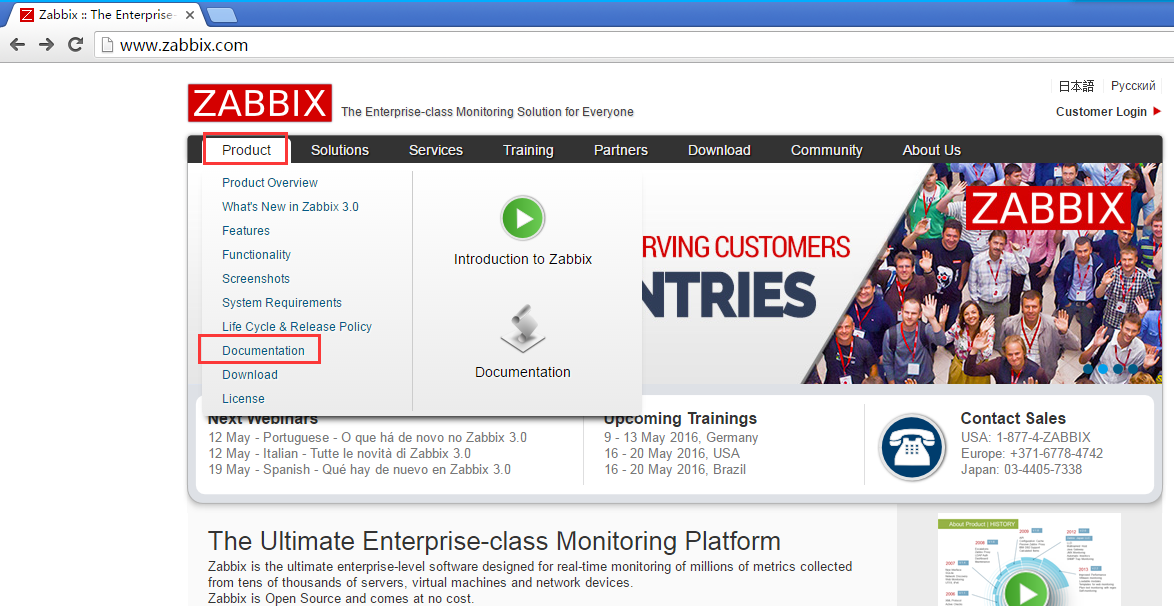 Zabbix :: The Enterprise-
www.zabbix.com
日本語 Русский
ZABBIX The Enterprise-class Monitoring Solution for Everyone
Customer Login
Product Solutions Services Training Partners Download Community About Us
Product Overview
What's New in Zabbix 3.0
Features
Functionality
Screenshots
System Requirements
Life Cycle & Release Policy
Documentation
Download
License
Introduction to Zabbix
Documentation
RVING CUSTOMERS
NTRIES
ZABBIX
Next Webinars
12 May - Portuguese - O que há de novo no Zabbix 3.0
12 May - Italian - Tutte le novità di Zabbix 3.0
19 May - Spanish - Qué hay de nuevo en Zabbix 3.0
Upcoming Trainings
9 - 13 May 2016, Germany
16 - 20 May 2016, USA
16 - 20 May 2016, Brazil
Contact Sales
USA: 1-877-4-ZABBIX
Europe: +371-6778-4742
Japan: 03-4405-7338
The Ultimate Enterprise-class Monitoring Platform
Zabbix is the ultimate enterprise-level software designed for real-time monitoring of millions of metrics collected
from tens of thousands of servers, virtual machines and network devices.
Zabbix is Open Source and comes at no cost.
About Product | HISTORY